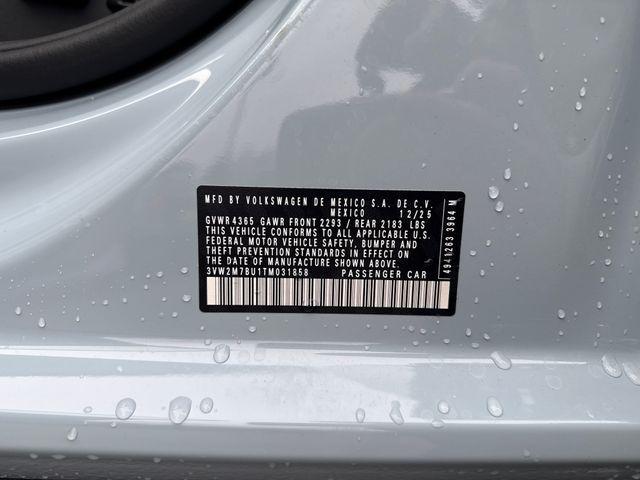 MFD BY VOLKSWAGEN DE MEXICO S.A. DE C.V.
MEXICO 12/25
GVWR 4365 GAWR FRONT 2293 / REAR 2183 LBS
THIS VEHICLE CONFORMS TO ALL APPLICABLE U.S.
FEDERAL MOTOR VEHICLE SAFETY, BUMPER AND
THEFT PREVENTION STANDARDS IN EFFECT ON THE
DATE OF MANUFACTURE SHOWN ABOVE.
3VW2M7BU1TM031858 PASSENGER CAR
4941263 3964 M